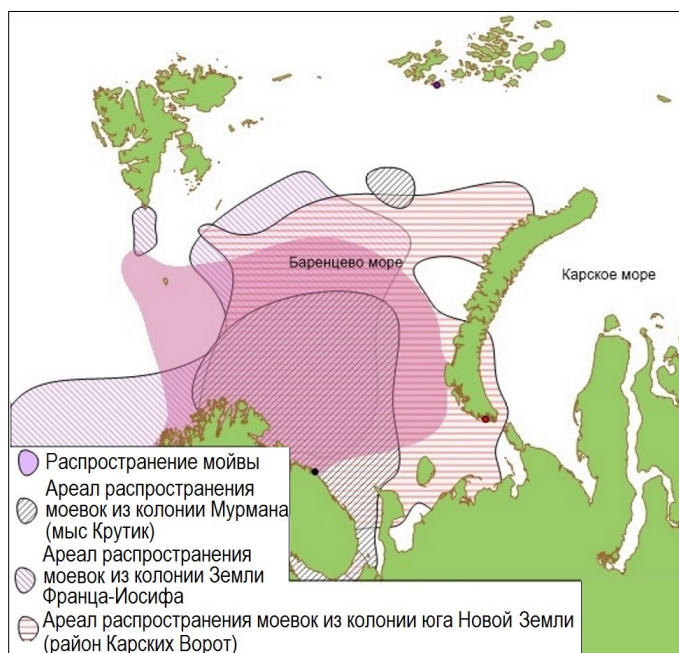 Баренцево море
Карское море
Распространение мойвы
Ареал распространения
моевок из колонии Мурмана
(мыс Крутик)
Ареал распространения
моевок из колонии Земли
Франца-Иосифа
Ареал распространения моевок из колонии юга Новой Земли
(район Карских Ворот)